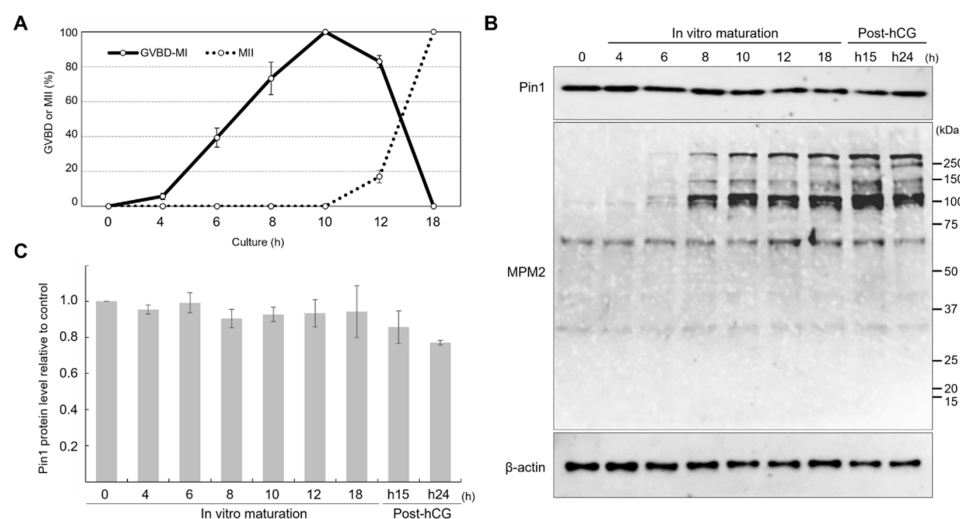 A
GVBD-MI MII
GVBD or MII (%)
100
80
60
40
20
0
0 4 6 8 10 12 18
Culture (h)
B
In vitro maturation Post-hCG
0 4 6 8 10 12 18 h15 h24 (h)
Pin1
(kDa)
250
150
100
75
MPM2
50
37
25
20
15
β-actin
C
Pin1 protein level relative to control
1.0
0.8
0.6
0.4
0.2
0 4 6 8 10 12 18 h15 h24 (h)
In vitro maturation Post-hCG